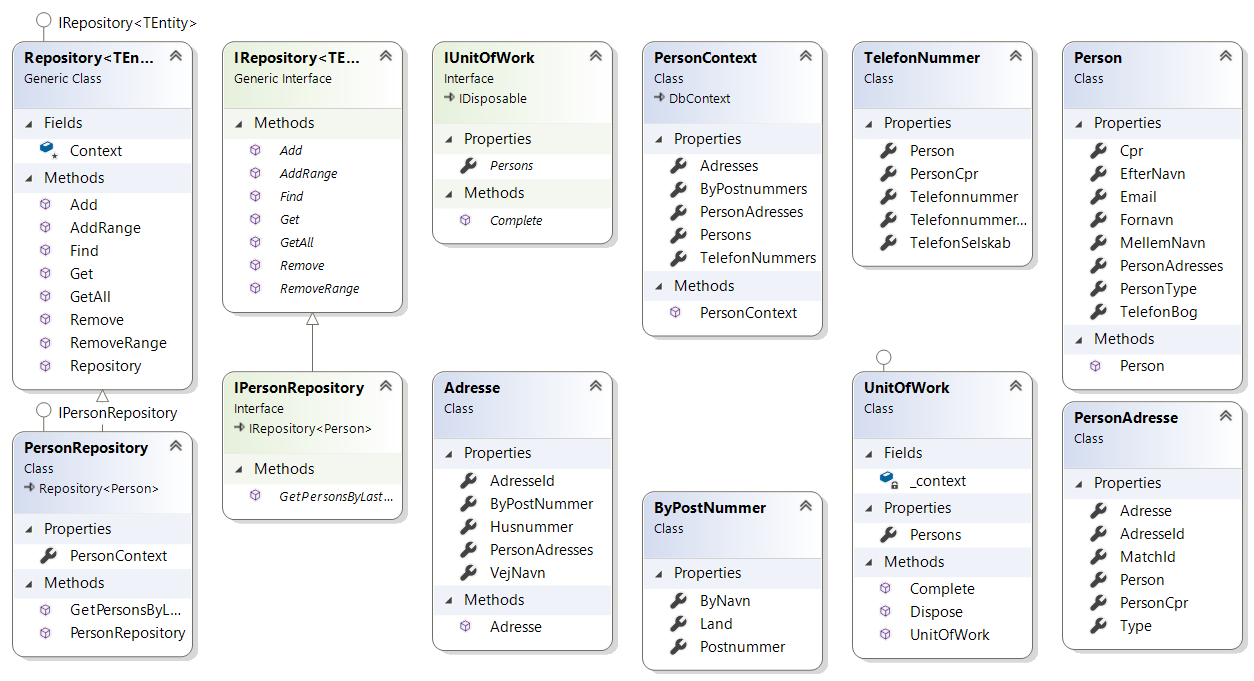 IRepository<TEntity>
Repository<TEn...
Generic Class
Fields
Context
Methods
Add
AddRange
Find
Get
GetAll
Remove
RemoveRange
Repository
IPersonRepository
PersonRepository
Class
Repository<Person>
Properties
PersonContext
Methods
GetPersonsByL...
PersonRepository
IRepository<TE...
Generic Interface
Methods
Add
AddRange
Find
Get
GetAll
Remove
RemoveRange
IPersonRepository
Interface
IRepository<Person>
Methods
GetPersonsByLast...
IUnitOfWork
Interface
IDisposable
Properties
Persons
Methods
Complete
Adresse
Class
Properties
AdresseId
ByPostNummer
Husnummer
PersonAdresses
VejNavn
Methods
Adresse
PersonContext
Class
DbContext
Properties
Adresses
ByPostnummers
PersonAdresses
Persons
TelefonNummers
Methods
PersonContext
ByPostNummer
Class
Properties
ByNavn
Land
Postnummer
TelefonNummer
Class
Properties
Person
PersonCpr
Telefonnummer
Telefonnummer...
TelefonSelskab
UnitOfWork
Class
Fields
_context
Properties
Persons
Methods
Complete
Dispose
UnitOfWork
Person
Class
Properties
Cpr
EfterNavn
Email
Fornavn
MellemNavn
PersonAdresses
PersonType
TelefonBog
Methods
Person
PersonAdresse
Class
Properties
Adresse
AdresseId
MatchId
Person
PersonCpr
Type